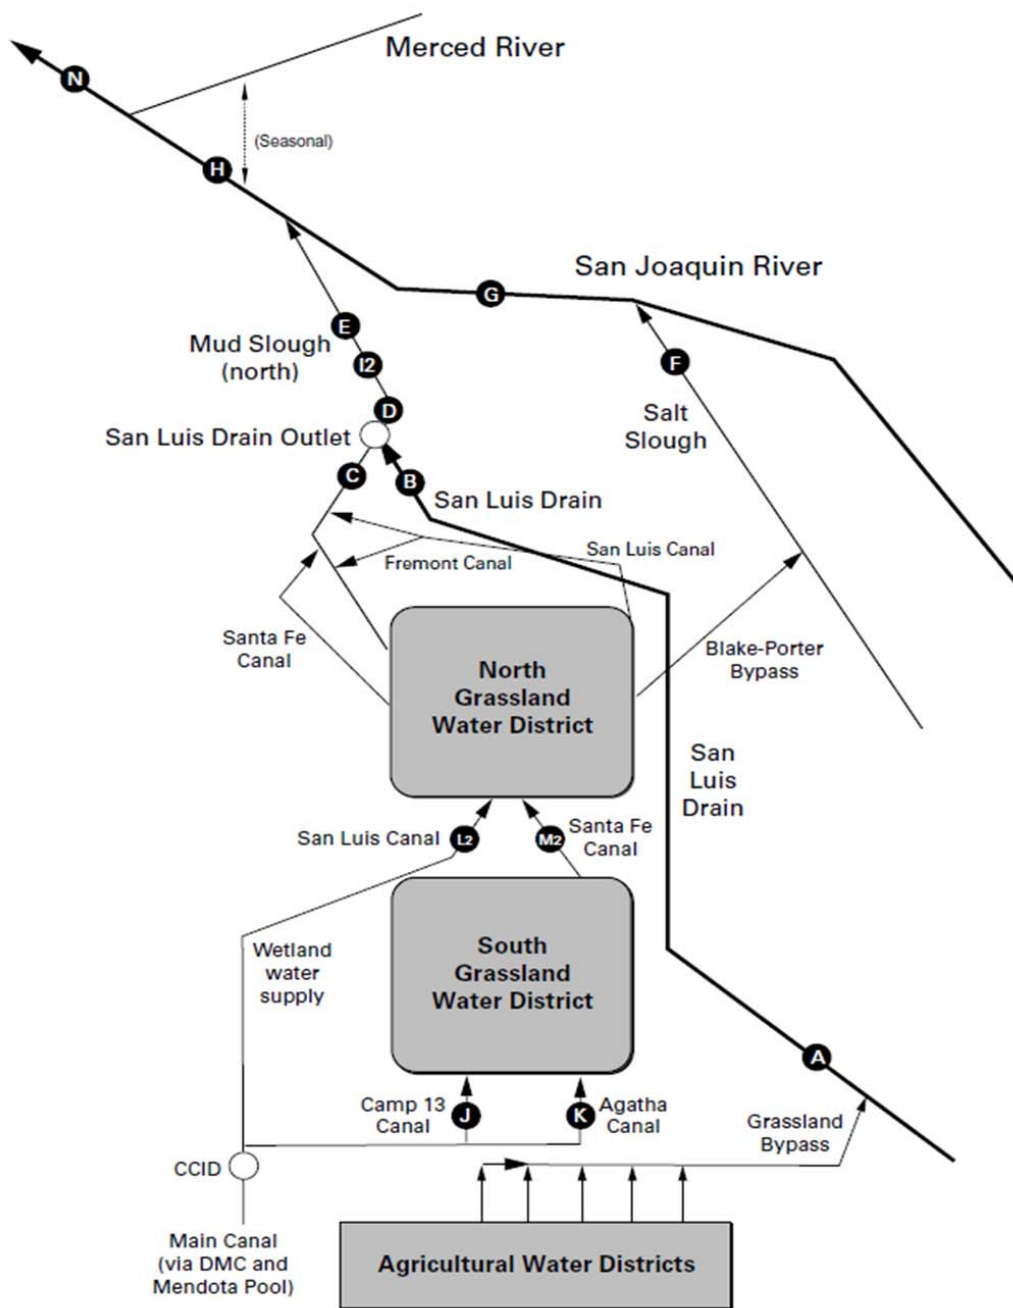 Merced River
N
(Seasonal)
H
San Joaquin River
G
E
Mud Slough
(north)
I2
F
D
Salt
Slough
San Luis Drain Outlet
C
B
San Luis Drain
San Luis Canal
Fremont Canal
Santa Fe
Canal
Blake-Porter
Bypass
North
Grassland
Water District
San
Luis
Drain
San Luis Canal
L2
M2
Santa Fe
Canal
South
Grassland
Water District
Wetland
water
supply
A
Camp 13
Canal
J
K
Agatha
Canal
Grassland
Bypass
CCID
Main Canal
(via DMC and
Mendota Pool)
Agricultural Water Districts